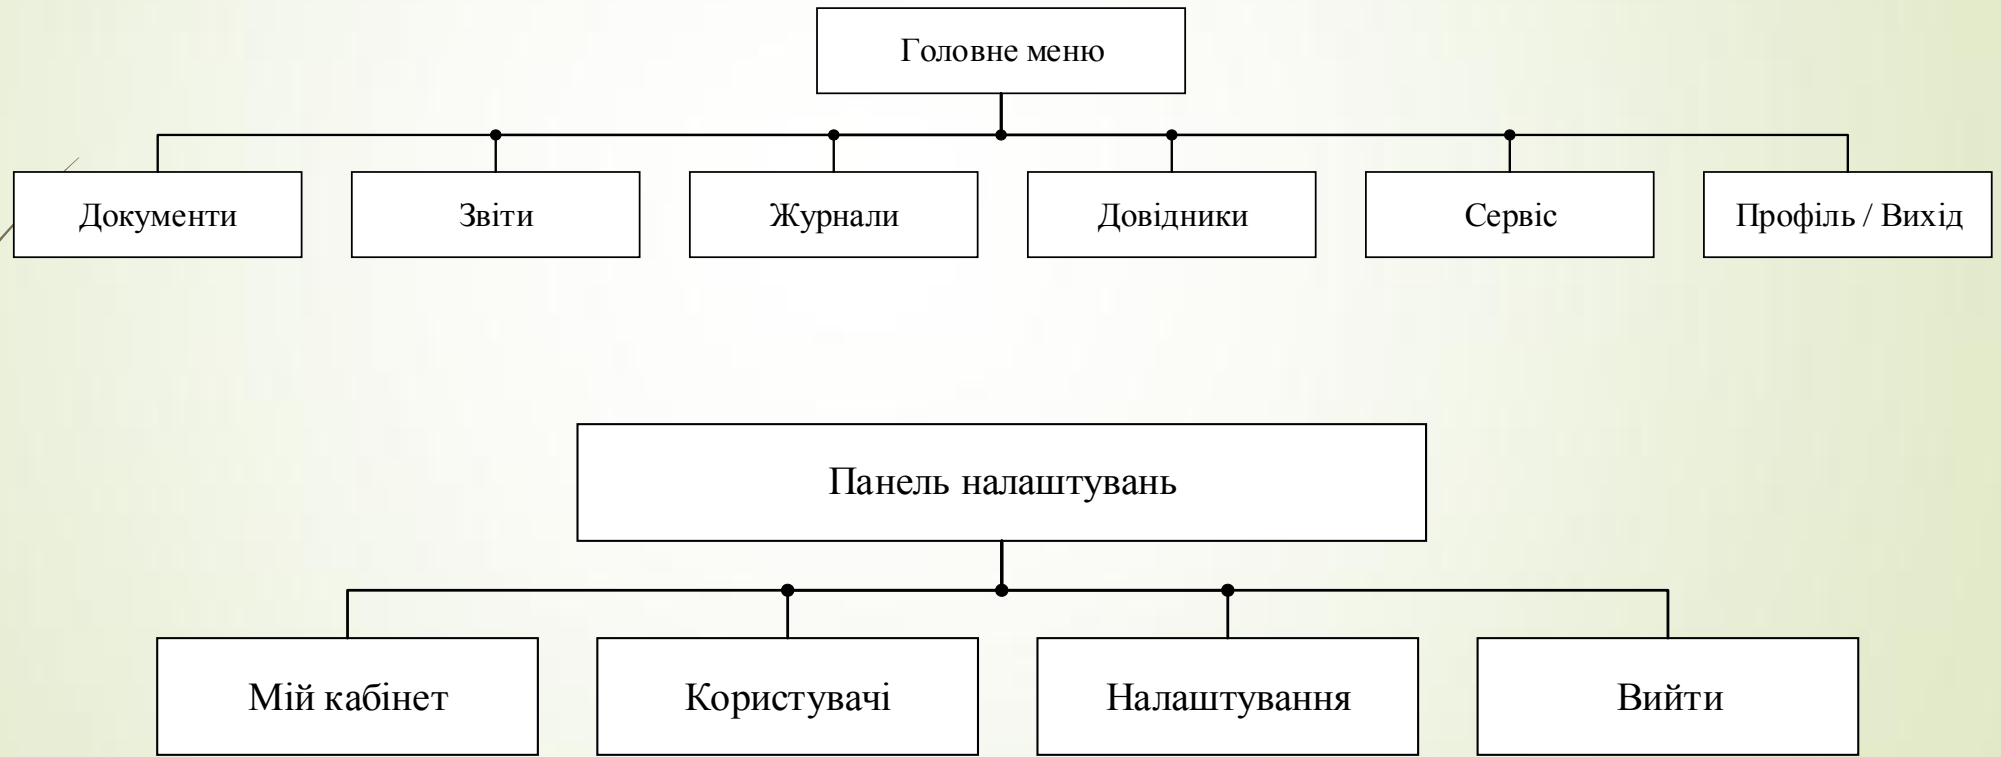 Головне меню
Документи
Звіти
Журнали
Довідники
Сервіс
Профіль / Вихід
Панель налаштувань
Мій кабінет
Користувачі
Налаштування
Вийти